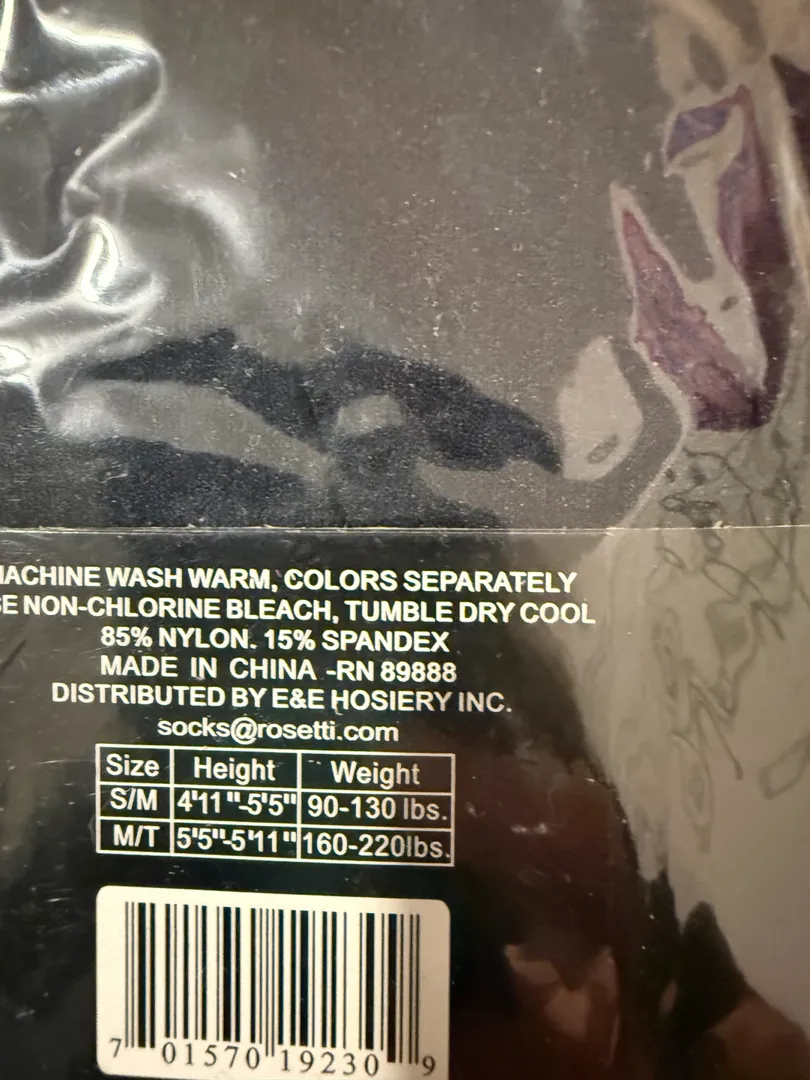 MACHINE WASH WARM, COLORS SEPARATELY
NON-CHLORINE BLEACH, TUMBLE DRY COOL
85% NYLON. 15% SPANDEX
MADE IN CHINA -RN 89888
DISTRIBUTED BY E&E HOSIERY INC.
socks@rosetti.com
Size Height Weight
S/M 4'11"-5'5" 90-130 lbs.
M/T 5'5"-5'11" 160-220lbs.
7 01570 19230 9